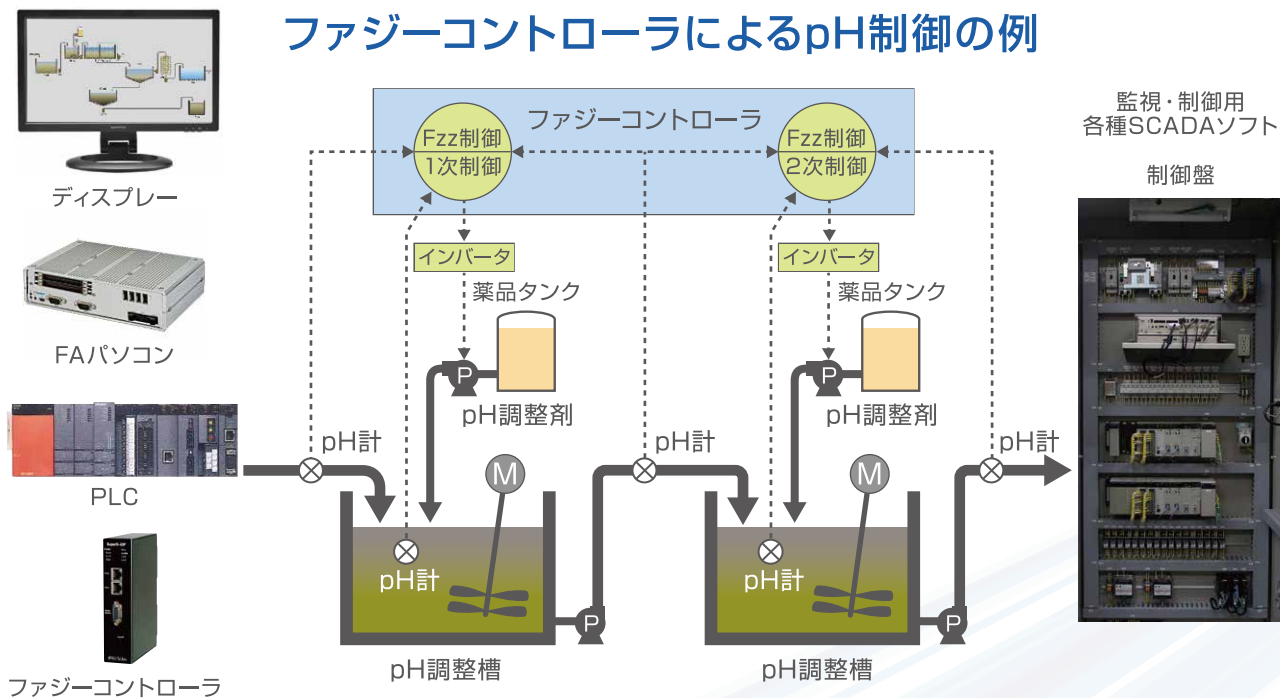 ファジーコントローラによるpH制御の例
ディスプレー
FAパソコン
PLC
ファジーコントローラ
ファジーコントローラ
Fzz制御
1次制御
Fzz制御
2次制御
インバータ
インバータ
薬品タンク
薬品タンク
P
P
pH調整剤
pH調整剤
pH計
pH計
pH計
M
M
pH計
pH計
P
P
pH調整槽
pH調整槽
監視・制御用
各種SCADAソフト
制御盤